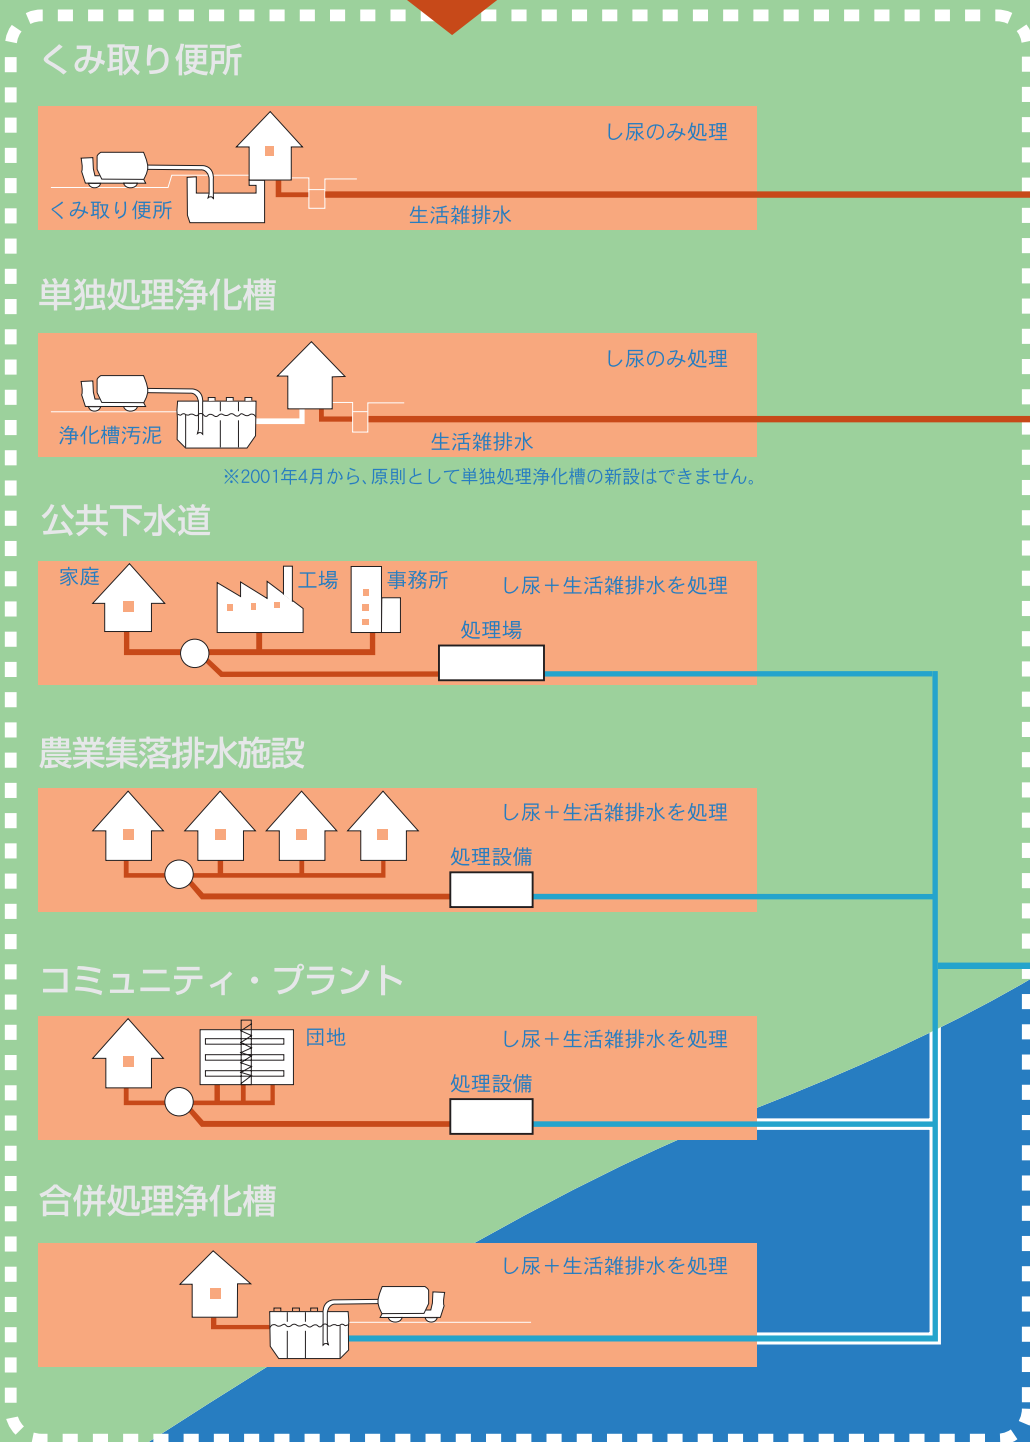 くみ取り便所
し尿のみ処理
くみ取り便所
生活雑排水
単独処理浄化槽
し尿のみ処理
浄化槽汚泥
生活雑排水
※2001年4月から、原則として単独処理浄化槽の新設はできません。
公共下水道
家庭
工場
事務所
し尿＋生活雑排水を処理
処理場
農業集落排水施設
し尿＋生活雑排水を処理
処理設備
コミュニティ・プラント
団地
し尿＋生活雑排水を処理
処理設備
合併処理浄化槽
し尿＋生活雑排水を処理